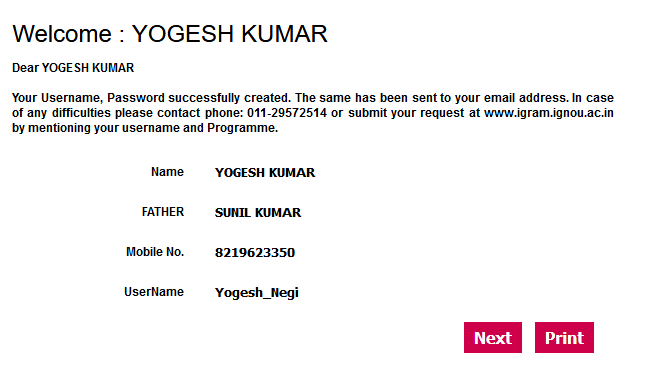 Welcome : YOGESH KUMAR
Dear YOGESH KUMAR
Your Username, Password successfully created. The same has been sent to your email address. In case
of any difficulties please contact phone: 011-29572514 or submit your request at www.igram.ignou.ac.in
by mentioning your username and Programme.
Name YOGESH KUMAR
FATHER SUNIL KUMAR
Mobile No. 8219623350
UserName Yogesh_Negi
Next Print